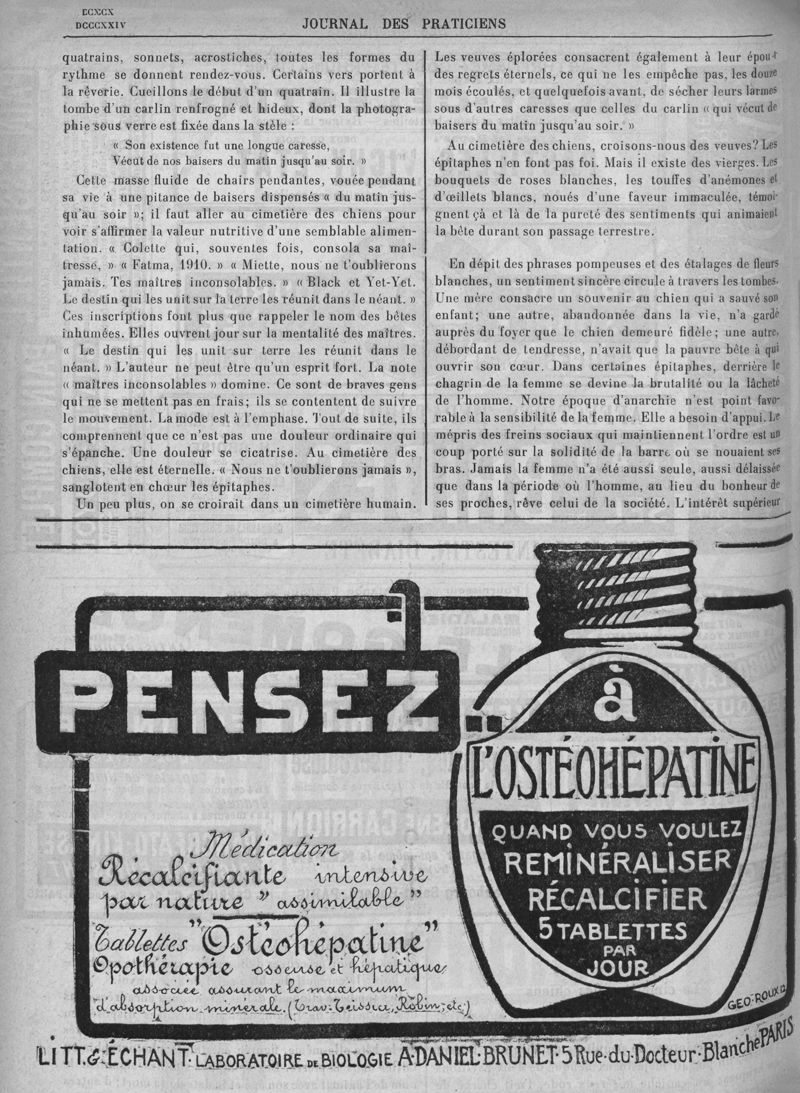 DCXCX
DCCCXXIV
JOURNAL DES PRATICIENS
quatrains, sonnets, acrostiches, toutes les formes du
rythme se donnent rendez-vous. Certains vers portent à
la rêverie. Cueillons le début d'un quatrain. Il illustre la
tombe d'un carlin renfrogné et hideux, dont la photogra-
phie sous verre est fixée dans la stèle :
« Son existence fut une longue caresse,
Vécut de nos baisers du matin jusqu'au soir. »
Cette masse fluide de chairs pendantes, vouée pendant
sa vie à une pitance de baisers dispensés « du matin jus-
qu'au soir »; il faut aller au cimetière des chiens pour
voir s'affirmer la valeur nutritive d'une semblable alimen-
tation. « Colette qui, souventes fois, consola sa maî-
tresse, » « Fatma, 1910. » « Miette, nous ne t'oublierons
jamais. Tes maîtres inconsolables. » « Black et Yet-Yet.
Le destin qui les unit sur la terre les réunit dans le néant. »
Ces inscriptions font plus que rappeler le nom des bêtes
inhumées. Elles ouvrent jour sur la mentalité des maîtres.
« Le destin qui les unit sur terre les réunit dans le
néant. » L'auteur ne peut être qu'un esprit fort. La note
« maîtres inconsolables » domine. Ce sont de braves gens
qui ne se mettent pas en frais; ils se contentent de suivre
le mouvement. La mode est à l'emphase. Tout de suite, ils
comprennent que ce n'est pas une douleur ordinaire qui
s'épanche. Une douleur se cicatrise. Au cimetière des
chiens, elle est éternelle. « Nous ne t'oublierons jamais »,
sanglotent en chœur les épitaphes.
Un peu plus, on se croirait dans un cimetière humain.
Les veuves éplorées consacrent également à leur épou
des regrets éternels, ce qui ne les empêche pas, les douze
mois écoulés, et quelquefois avant, de sécher leurs larmes
sous d'autres caresses que celles du carlin « qui vécut de
baisers du matin jusqu'au soir. »
Au cimetière des chiens, croisons-nous des veuves? Les
épitaphes n'en font pas foi. Mais il existe des vierges. Les
bouquets de roses blanches, les touffes d'anémones et
d'œillets blancs, noués d'une faveur immaculée, témoi-
gnent çà et là de la pureté des sentiments qui animaient
la bête durant son passage terrestre.
En dépit des phrases pompeuses et des étalages de fleurs
blanches, un sentiment sincère circule à travers les tombes.
Une mère consacre un souvenir au chien qui a sauvé son
enfant; une autre, abandonnée dans la vie, n'a gardé
auprès du foyer que le chien demeuré fidèle; une autre,
débordant de tendresse, n'avait que la pauvre bête à qui
ouvrir son cœur. Dans certaines épitaphes, derrière le
chagrin de la femme se devine la brutalité ou la lâcheté
de l'homme. Notre époque d'anarchie n'est point favo-
rable à la sensibilité de la femme. Elle a besoin d'appui. Le
mépris des freins sociaux qui maintiennent l'ordre est un
coup porté sur la solidité de la barre où se nouaient ses
bras. Jamais la femme n'a été aussi seule, aussi délaissée
que dans la période où l'homme, au lieu du bonheur de
ses proches, rêve celui de la société. L'intérêt supérieur
PENSEZ
à
L'OSTÉOHÉPATINE
QUAND VOUS VOULEZ
REMINÉRALISER
RÉCALCIFIER
5 TABLETTES
PAR
JOUR
Médication
Récalcifiante intensive
par nature "assimilable"
Tablettes "Ostéohépatine"
Opothérapie osseuse et hépatique
associée assurant le maximum
d'absorption minérale. (Trav. Teissier, Robin, etc.)
GEO-ROUX
LITT. & ÉCHANT. LABORATOIRE DE BIOLOGIE A. DANIEL-BRUNET. 5 Rue du Docteur-Blanche PARIS